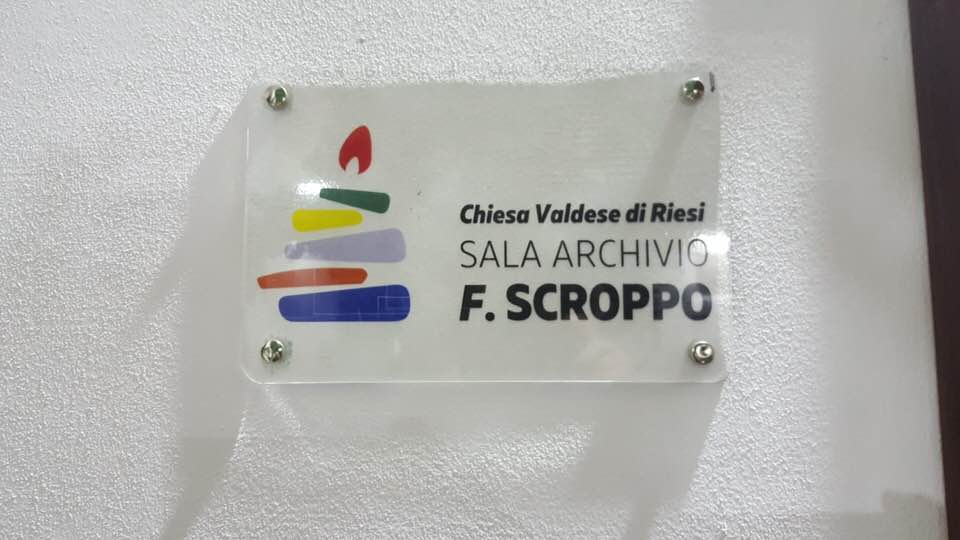 Chiesa Valdese di Riesi
SALA ARCHIVIO
F. SCROPPO